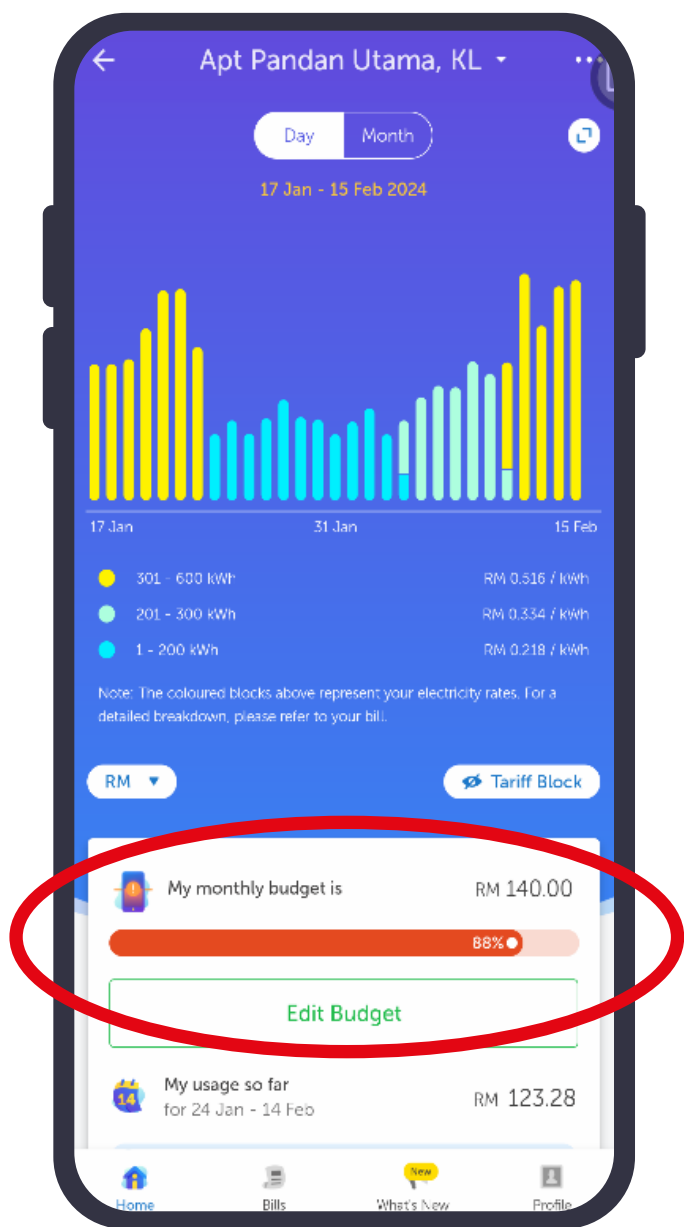 Apt Pandan Utama, KL
Day Month
17 Jan - 15 Feb 2024
17 Jan 31 Jan 15 Feb
301 - 600 kWh RM 0.516 / kWh
201 - 300 kWh RM 0.334 / kWh
1 - 200 kWh RM 0.218 / kWh
Note: The coloured blocks above represent your electricity rates. For a
detailed breakdown, please refer to your bill.
RM Tariff Block
My monthly budget is RM 140.00
88%
Edit Budget
14
My usage so far
for 24 Jan - 14 Feb RM 123.28
New
Home Bills What's New Profile